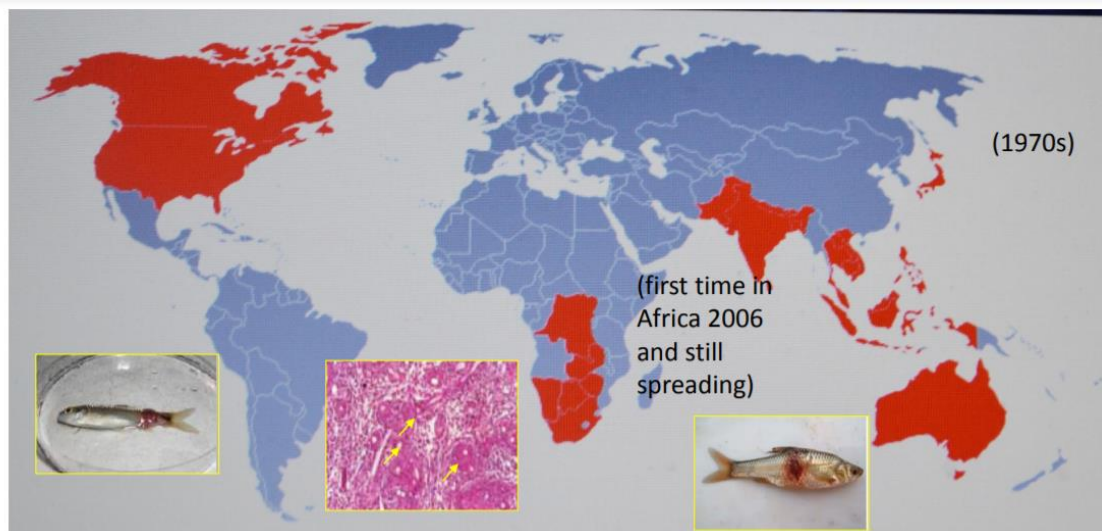 (1970s)
(first time in
Africa 2006
and still
spreading)